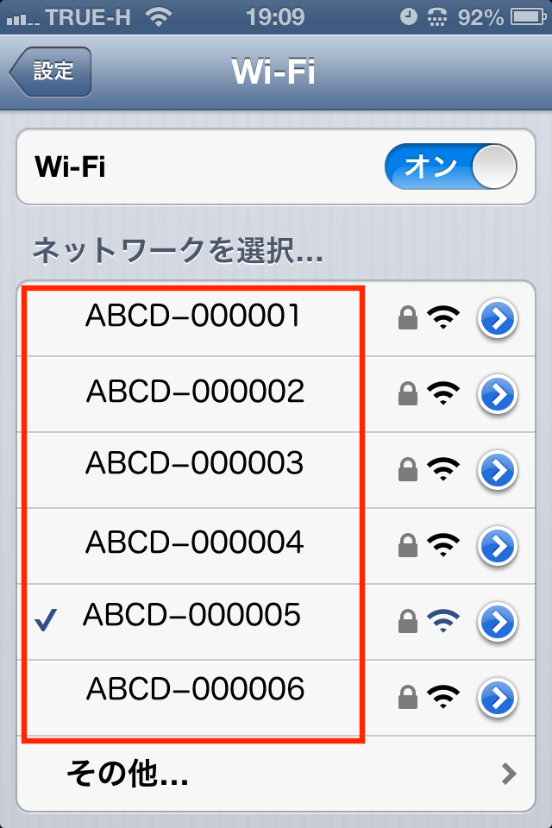 TRUE-H 19:09 92%
設定 Wi-Fi
Wi-Fi オン
ネットワークを選択...
ABCD-000001
ABCD-000002
ABCD-000003
ABCD-000004
ABCD-000005
ABCD-000006
その他...